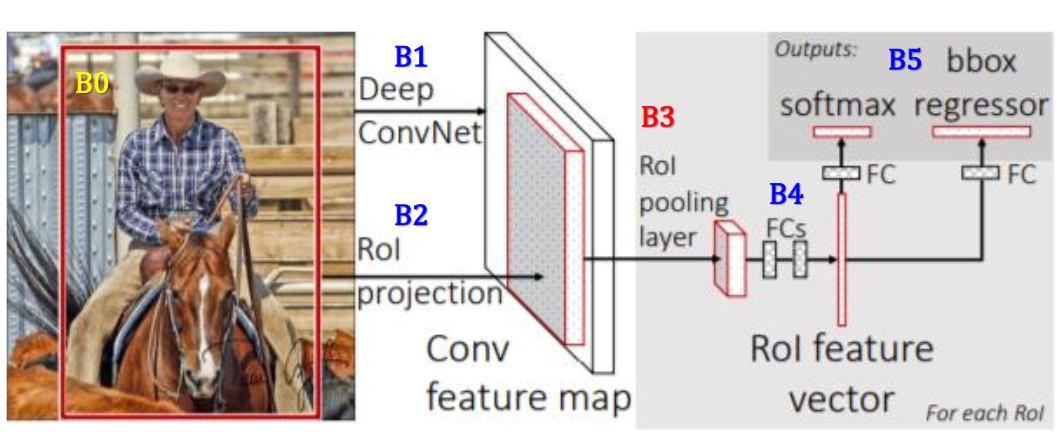 B0
B1
Deep
ConvNet
B2
RoI
projection
Conv
feature map
B3
RoI
pooling
layer
B4
FCs
Outputs:
B5
bbox
softmax
regressor
FC
FC
RoI feature
vector
For each RoI